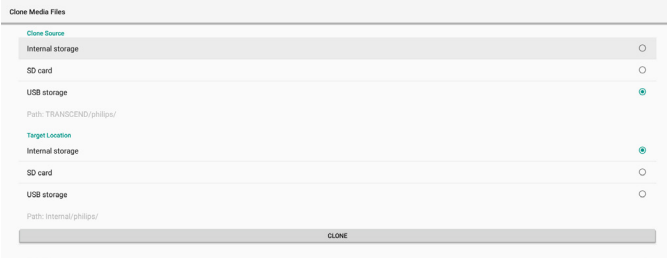 Clone Media Files
Clone Source
Internal storage
SD card
USB storage
Path: TRANSCEND/philips/
Target Location
Internal storage
SD card
USB storage
Path: Internal/philips/
CLONE